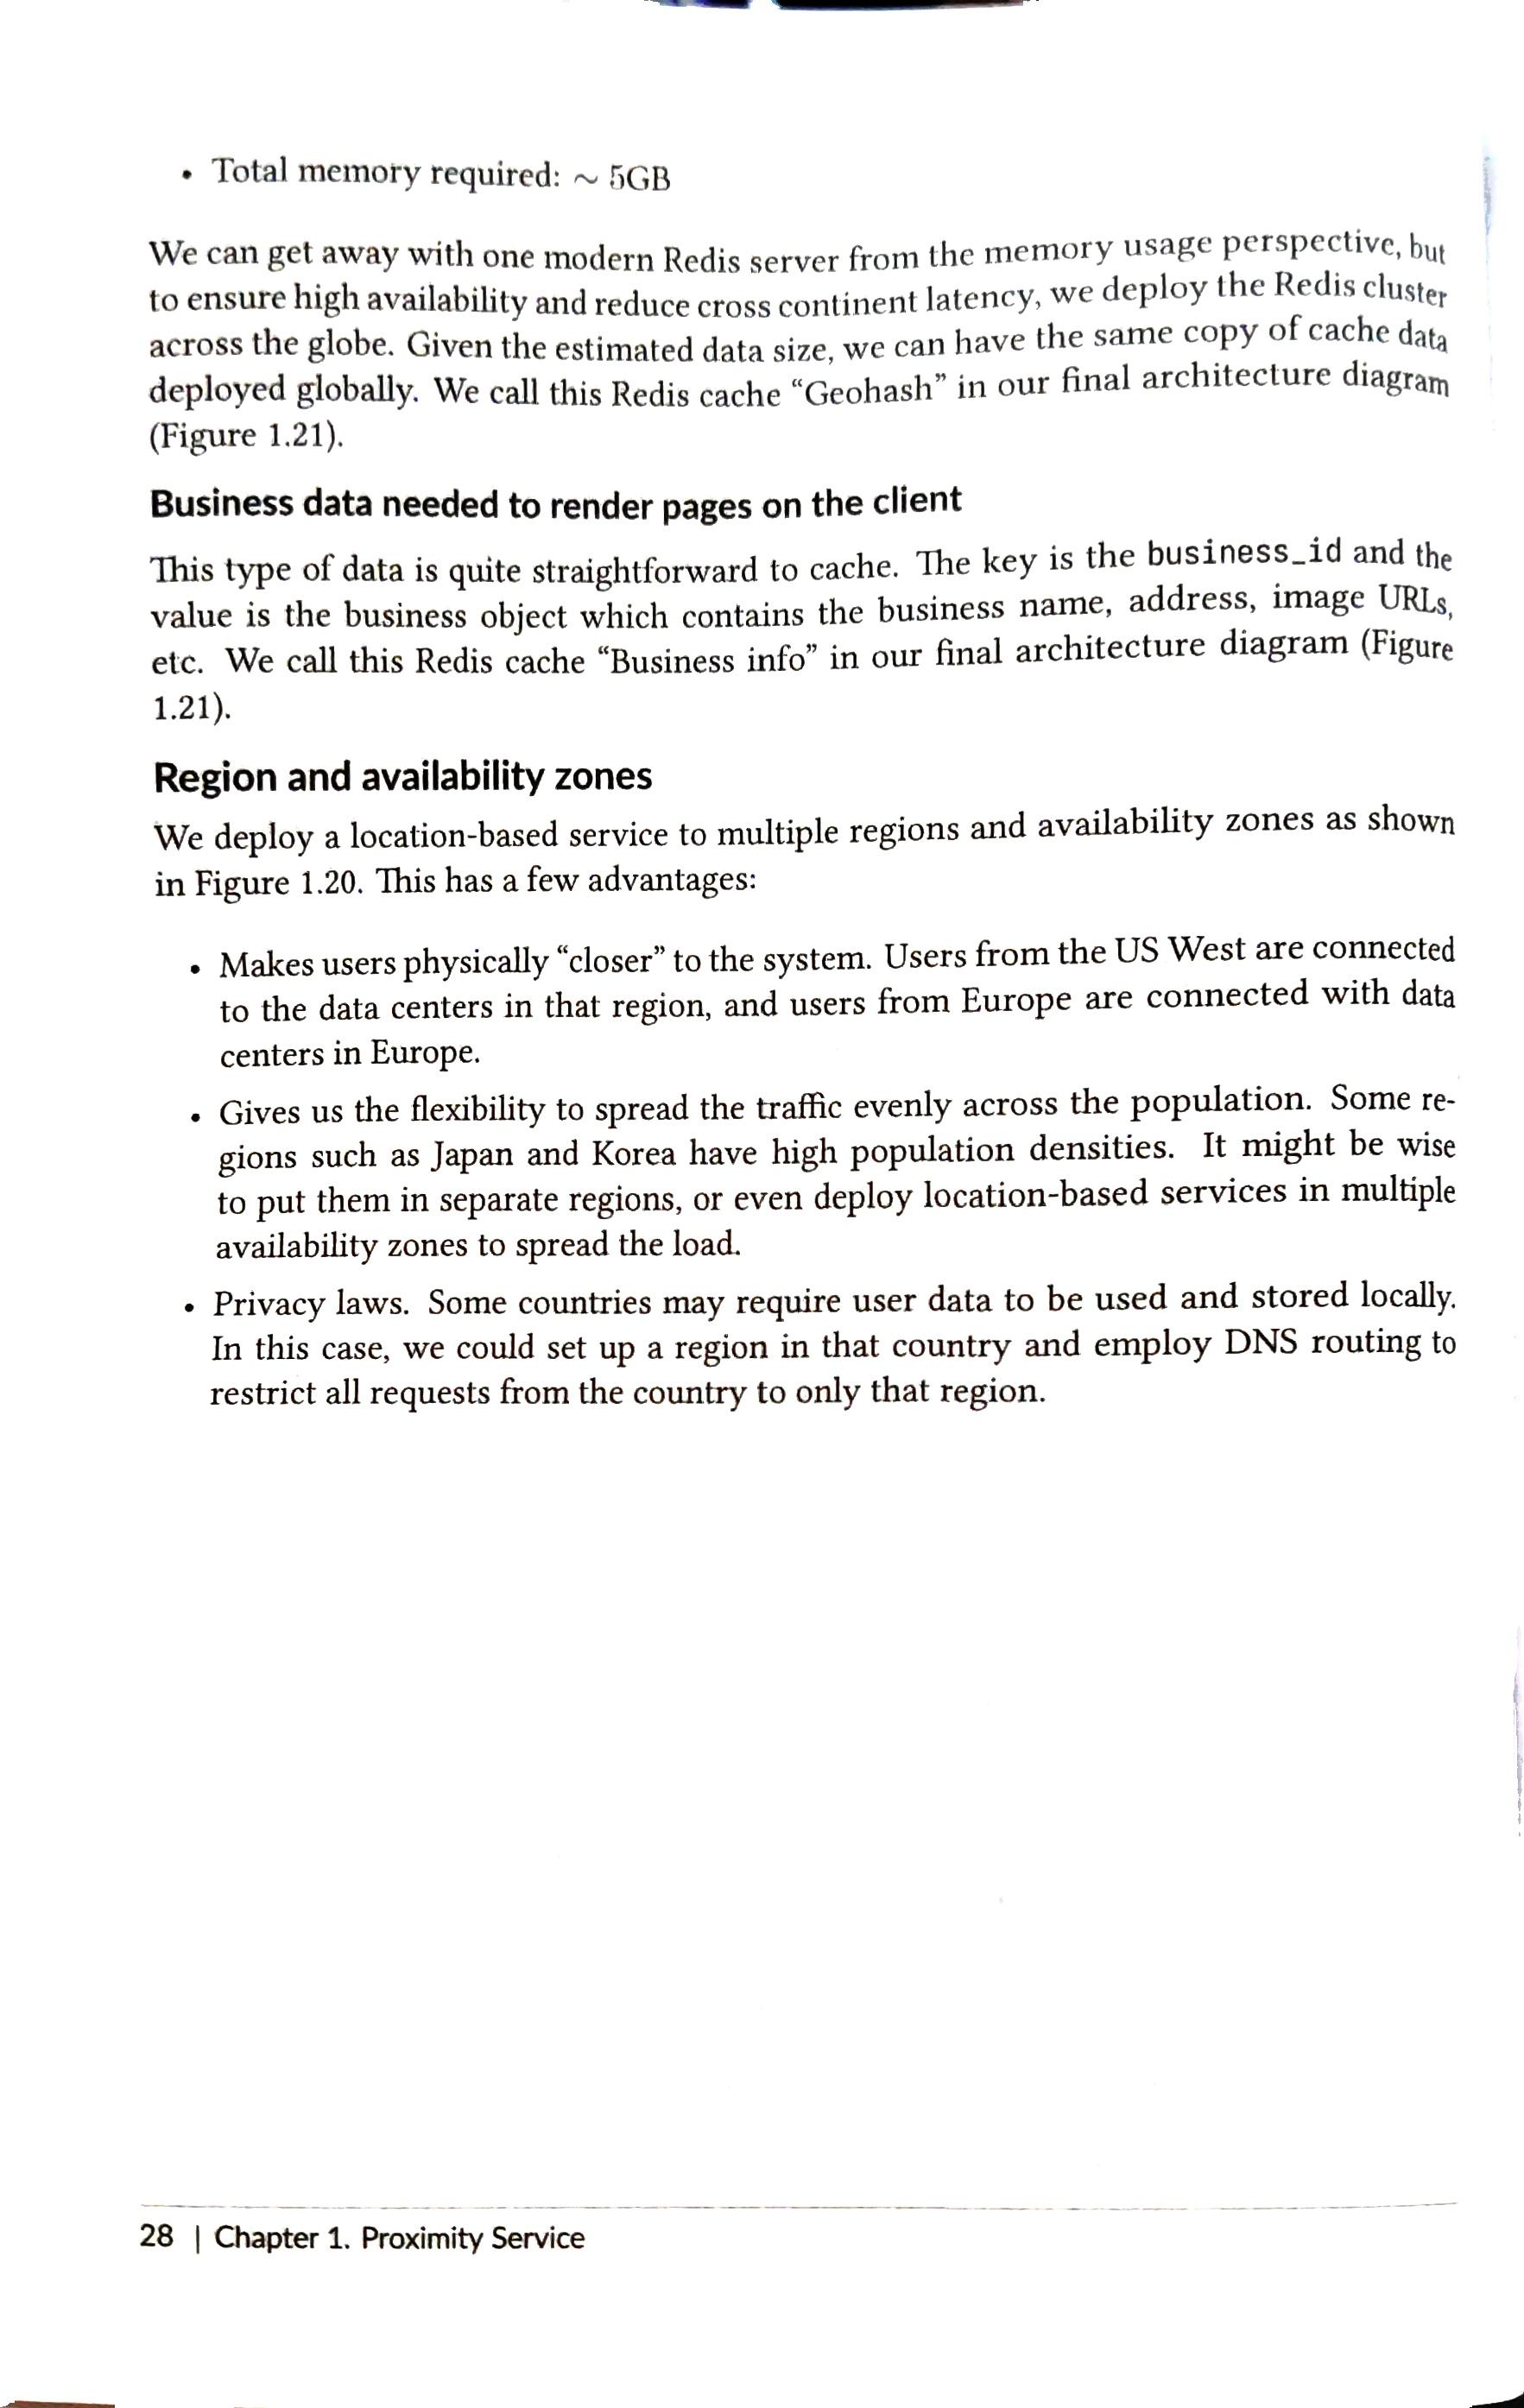 • Total memory required: ∼ 5GB
We can get away with one modern Redis server from the memory usage perspective, but
to ensure high availability and reduce cross continent latency, we deploy the Redis cluster
across the globe. Given the estimated data size, we can have the same copy of cache data
deployed globally. We call this Redis cache “Geohash” in our final architecture diagram
(Figure 1.21).
Business data needed to render pages on the client
This type of data is quite straightforward to cache. The key is the business_id and the
value is the business object which contains the business name, address, image URLs,
etc. We call this Redis cache “Business info” in our final architecture diagram (Figure
1.21).
Region and availability zones
We deploy a location-based service to multiple regions and availability zones as shown
in Figure 1.20. This has a few advantages:
• Makes users physically “closer” to the system. Users from the US West are connected
to the data centers in that region, and users from Europe are connected with data
centers in Europe.
• Gives us the flexibility to spread the traffic evenly across the population. Some re-
gions such as Japan and Korea have high population densities. It might be wise
to put them in separate regions, or even deploy location-based services in multiple
availability zones to spread the load.
• Privacy laws. Some countries may require user data to be used and stored locally.
In this case, we could set up a region in that country and employ DNS routing to
restrict all requests from the country to only that region.
28 | Chapter 1. Proximity Service